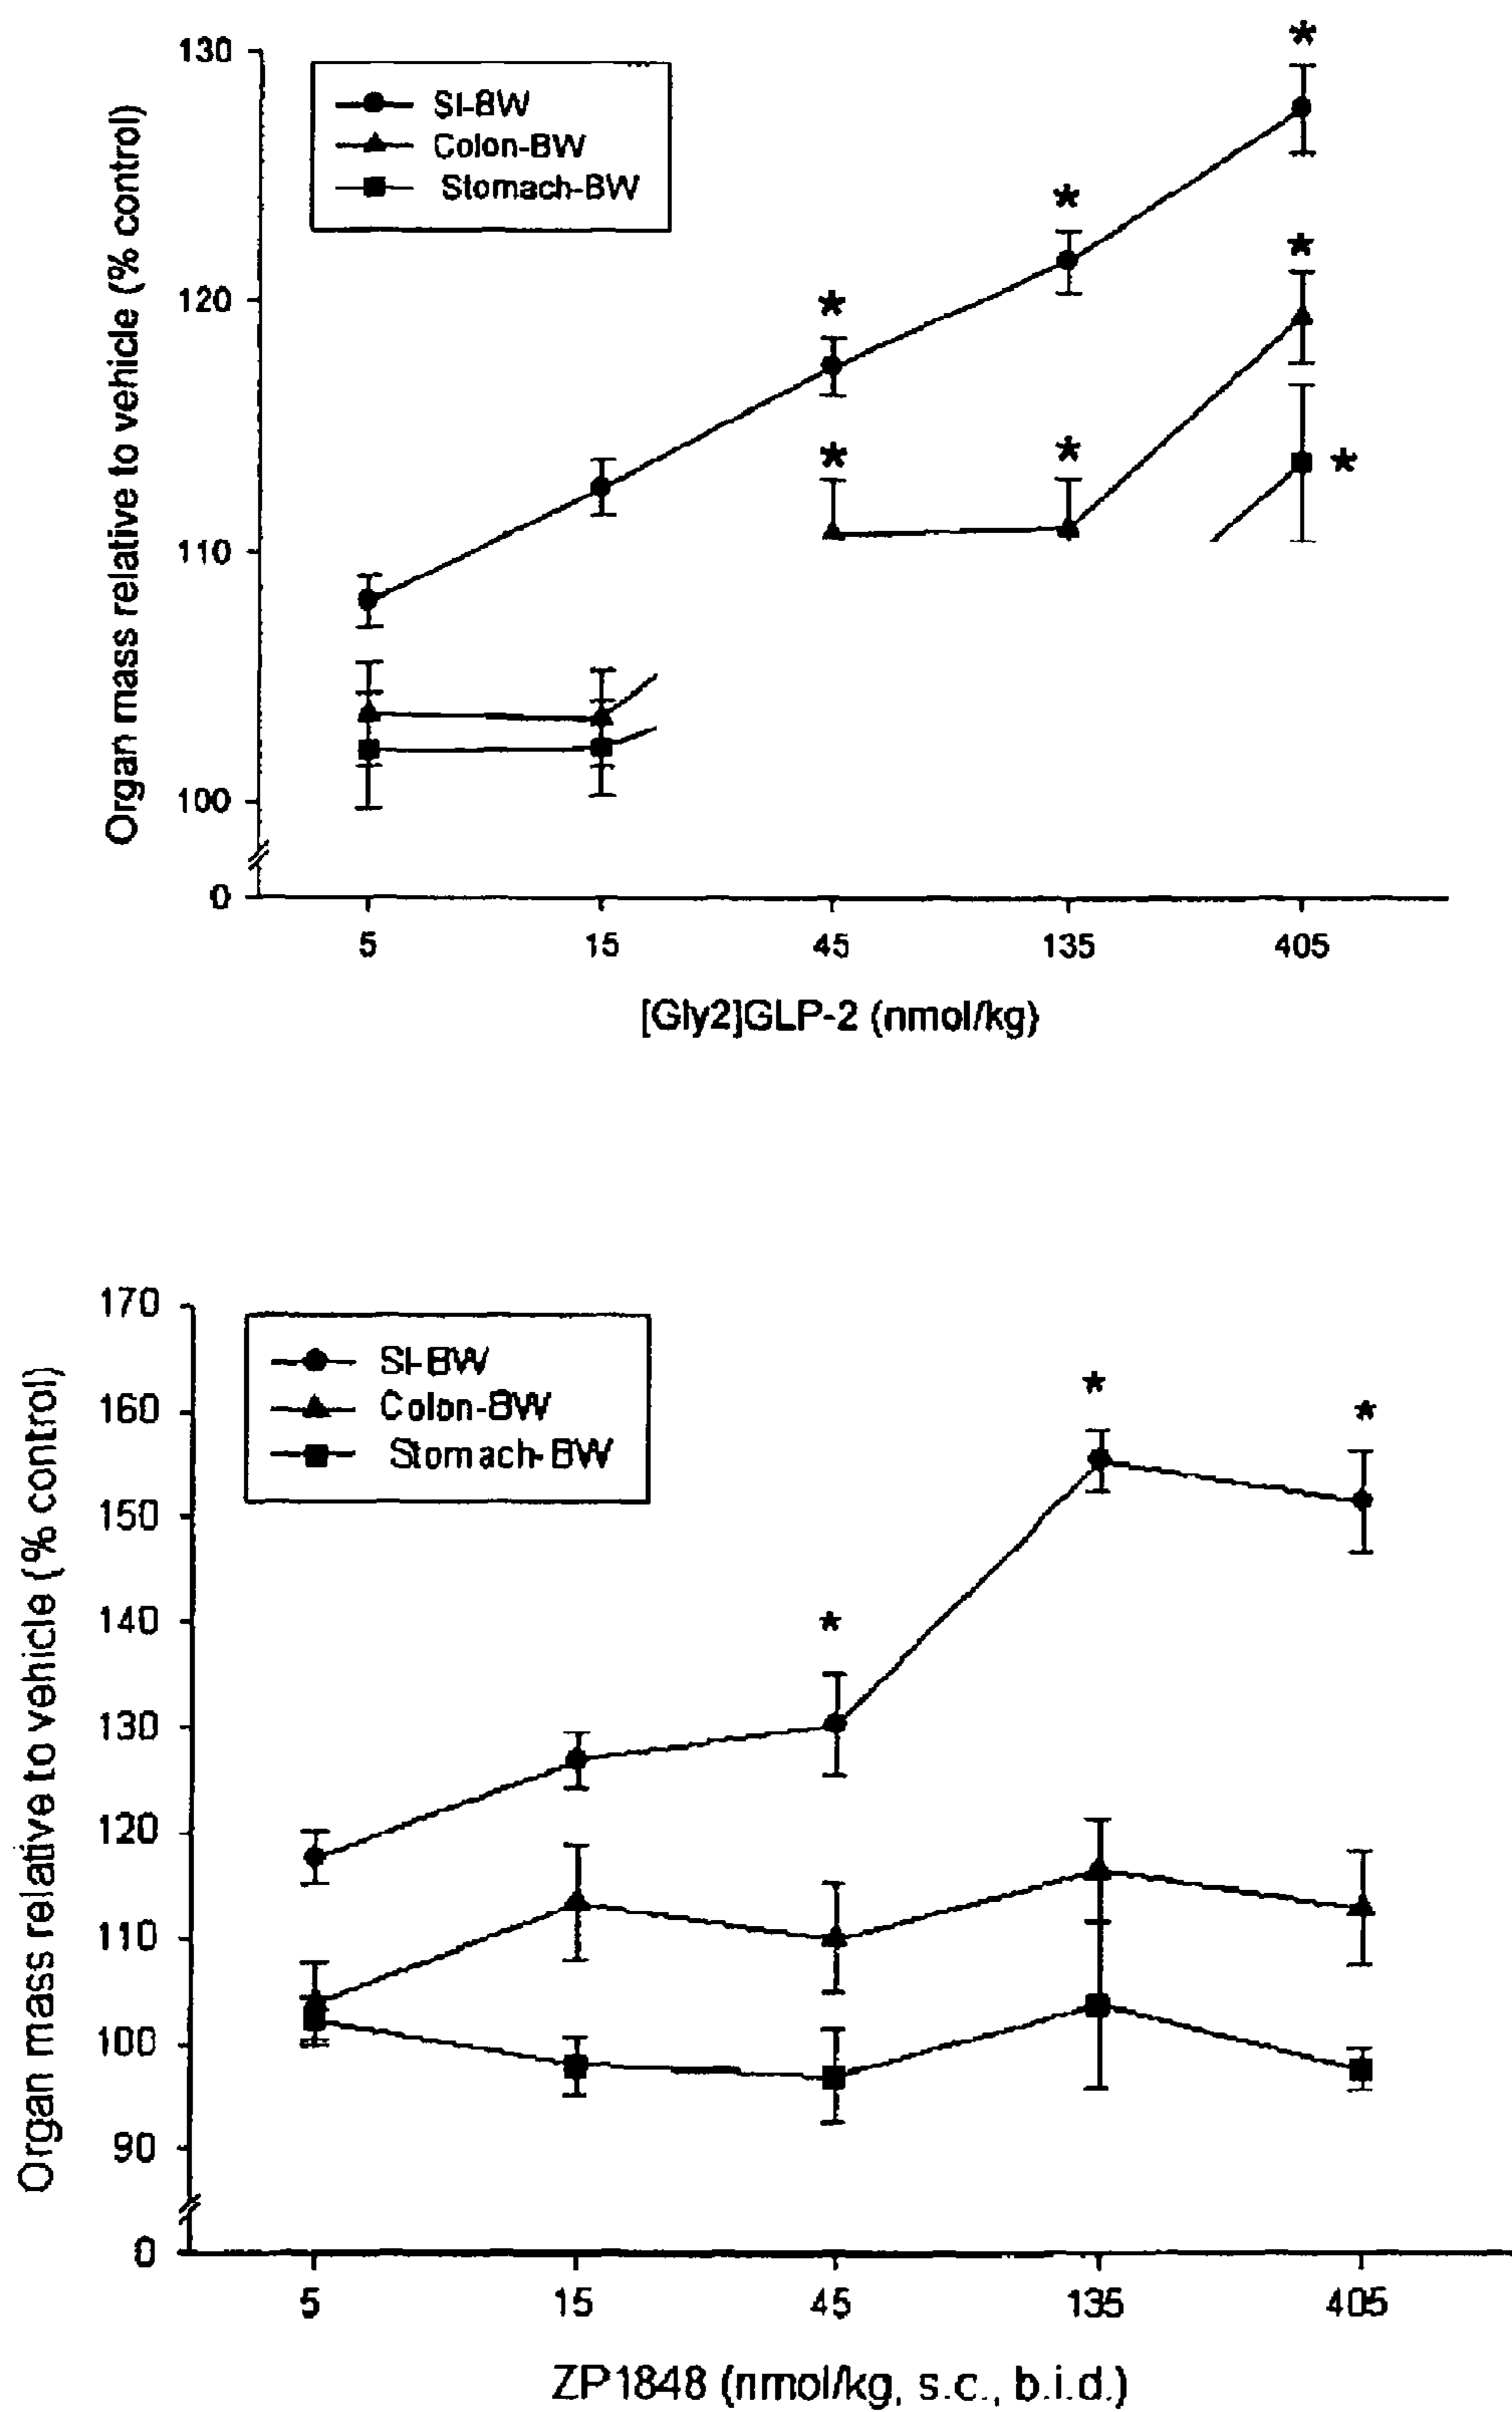 130
120
110
100
0
Organ mass relative to vehicle (% control)
SI-BW
Colon-BW
Stomach-BW
*
*
*
*
*
*
*
5 15 45 135 405
[Gly2]GLP-2 (nmol/kg)
170
160
150
140
130
120
110
100
90
0
Organ mass relative to vehicle (% control)
SI-BW
Colon-BW
Stomach-BW
*
*
*
5 15 45 135 405
ZP1848 (nmol/kg, s.c., b.i.d.)